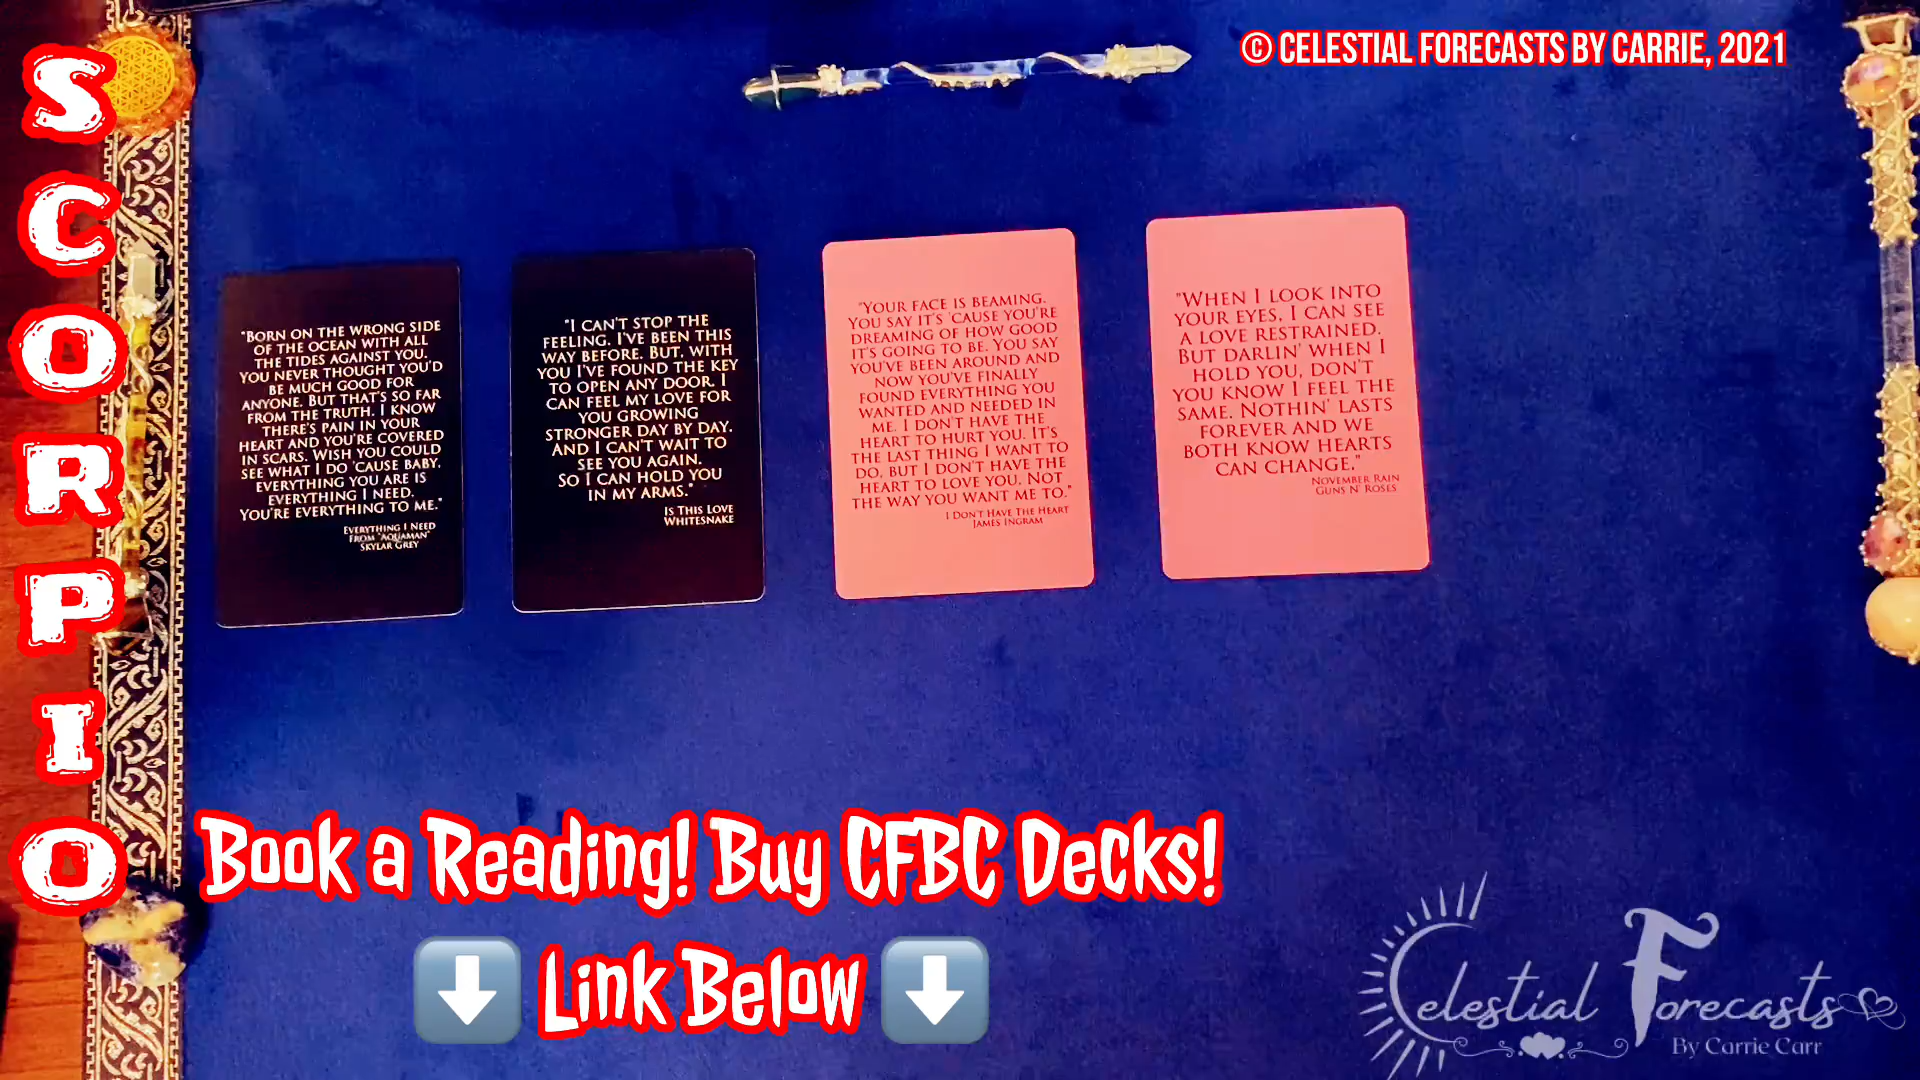 SCORPIO
© CELESTIAL FORECASTS BY CARRIE, 2021
"BORN ON THE WRONG SIDE
OF THE OCEAN WITH ALL
THE TIDES AGAINST YOU.
YOU NEVER THOUGHT YOU'D
BE MUCH GOOD FOR
ANYONE. BUT THAT'S SO FAR
FROM THE TRUTH. I KNOW
THERE'S PAIN IN YOUR
HEART AND YOU'RE COVERED
IN SCARS. WISH YOU COULD
SEE WHAT I DO 'CAUSE BABY,
EVERYTHING YOU ARE IS
EVERYTHING I NEED.
YOU'RE EVERYTHING TO ME."
EVERYTHING I NEED
FROM "AQUAMAN"
SKYLAR GREY
"I CAN'T STOP THE
FEELING. I'VE BEEN THIS
WAY BEFORE. BUT, WITH
YOU I'VE FOUND THE KEY
TO OPEN ANY DOOR. I
CAN FEEL MY LOVE FOR
YOU GROWING
STRONGER DAY BY DAY.
AND I CAN'T WAIT TO
SEE YOU AGAIN.
SO I CAN HOLD YOU
IN MY ARMS."
IS THIS LOVE
WHITESNAKE
"YOUR FACE IS BEAMING.
YOU SAY IT'S 'CAUSE YOU'RE
DREAMING OF HOW GOOD
IT'S GOING TO BE. YOU SAY
YOU'VE BEEN AROUND AND
NOW YOU'VE FINALLY
FOUND EVERYTHING YOU
WANTED AND NEEDED IN
ME. I DON'T HAVE THE
HEART TO HURT YOU. IT'S
THE LAST THING I WANT TO
DO. BUT I DON'T HAVE THE
HEART TO LOVE YOU. NOT
THE WAY YOU WANT ME TO."
I DON'T HAVE THE HEART
JAMES INGRAM
"WHEN I LOOK INTO
YOUR EYES, I CAN SEE
A LOVE RESTRAINED.
BUT DARLIN' WHEN I
HOLD YOU, DON'T
YOU KNOW I FEEL THE
SAME. NOTHIN' LASTS
FOREVER AND WE
BOTH KNOW HEARTS
CAN CHANGE."
NOVEMBER RAIN
GUNS N' ROSES
Book a Reading! Buy CFBC Decks!
⬇️ Link Below ⬇️
Celestial Forecasts
By Carrie Carr